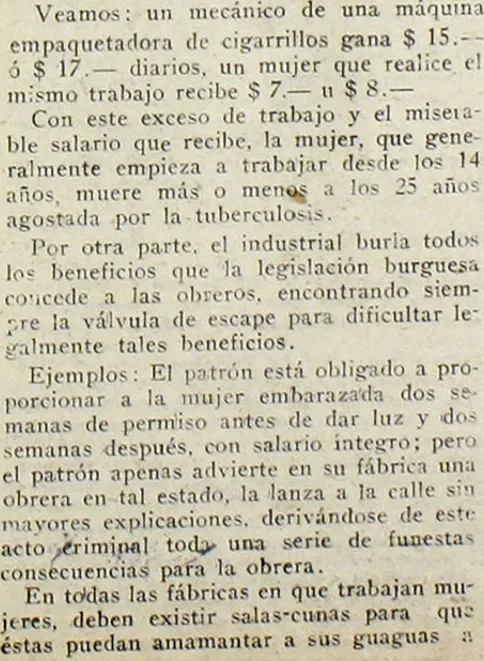 Veamos: un mecánico de una máquina
empaquetadora de cigarrillos gana $ 15.—
ó $ 17.— diarios, un mujer que realice el
mismo trabajo recibe $ 7.— u $ 8.—
Con este exceso de trabajo y el misera-
ble salario que recibe, la mujer, que gene-
ralmente empieza a trabajar desde los 14
años, muere más o menos a los 25 años
agostada por la tuberculosis.
Por otra parte, el industrial burla todos
los beneficios que la legislación burguesa
concede a las obreros, encontrando siem-
pre la válvula de escape para dificultar le-
galmente tales beneficios.
Ejemplos: El patrón está obligado a pro-
porcionar a la mujer embarazada dos se-
manas de permiso antes de dar luz y dos
semanas después, con salario íntegro; pero
el patrón apenas advierte en su fábrica una
obrera en tal estado, la lanza a la calle sin
mayores explicaciones, derivándose de este
acto criminal toda una serie de funestas
consecuencias para la obrera.
En todas las fábricas en que trabajan mu-
jeres, deben existir salas-cunas para que
éstas puedan amamantar a sus guaguas a